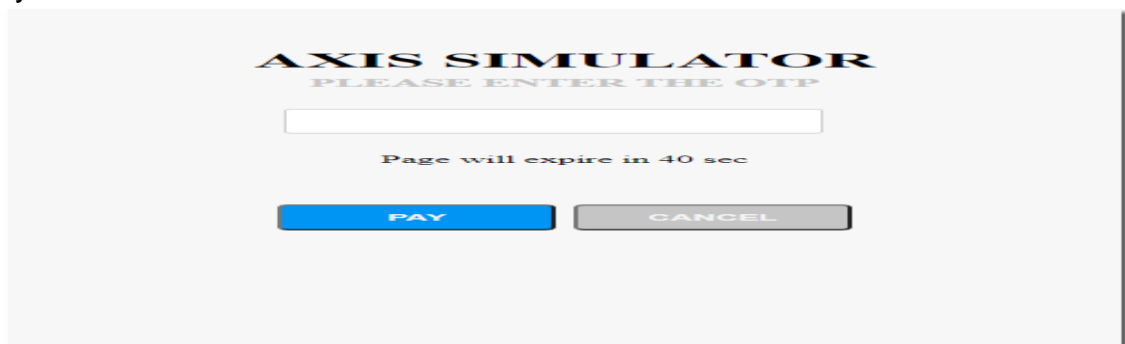 AXIS SIMULATOR
PLEASE ENTER THE OTP
Page will expire in 40 sec
PAY CANCEL